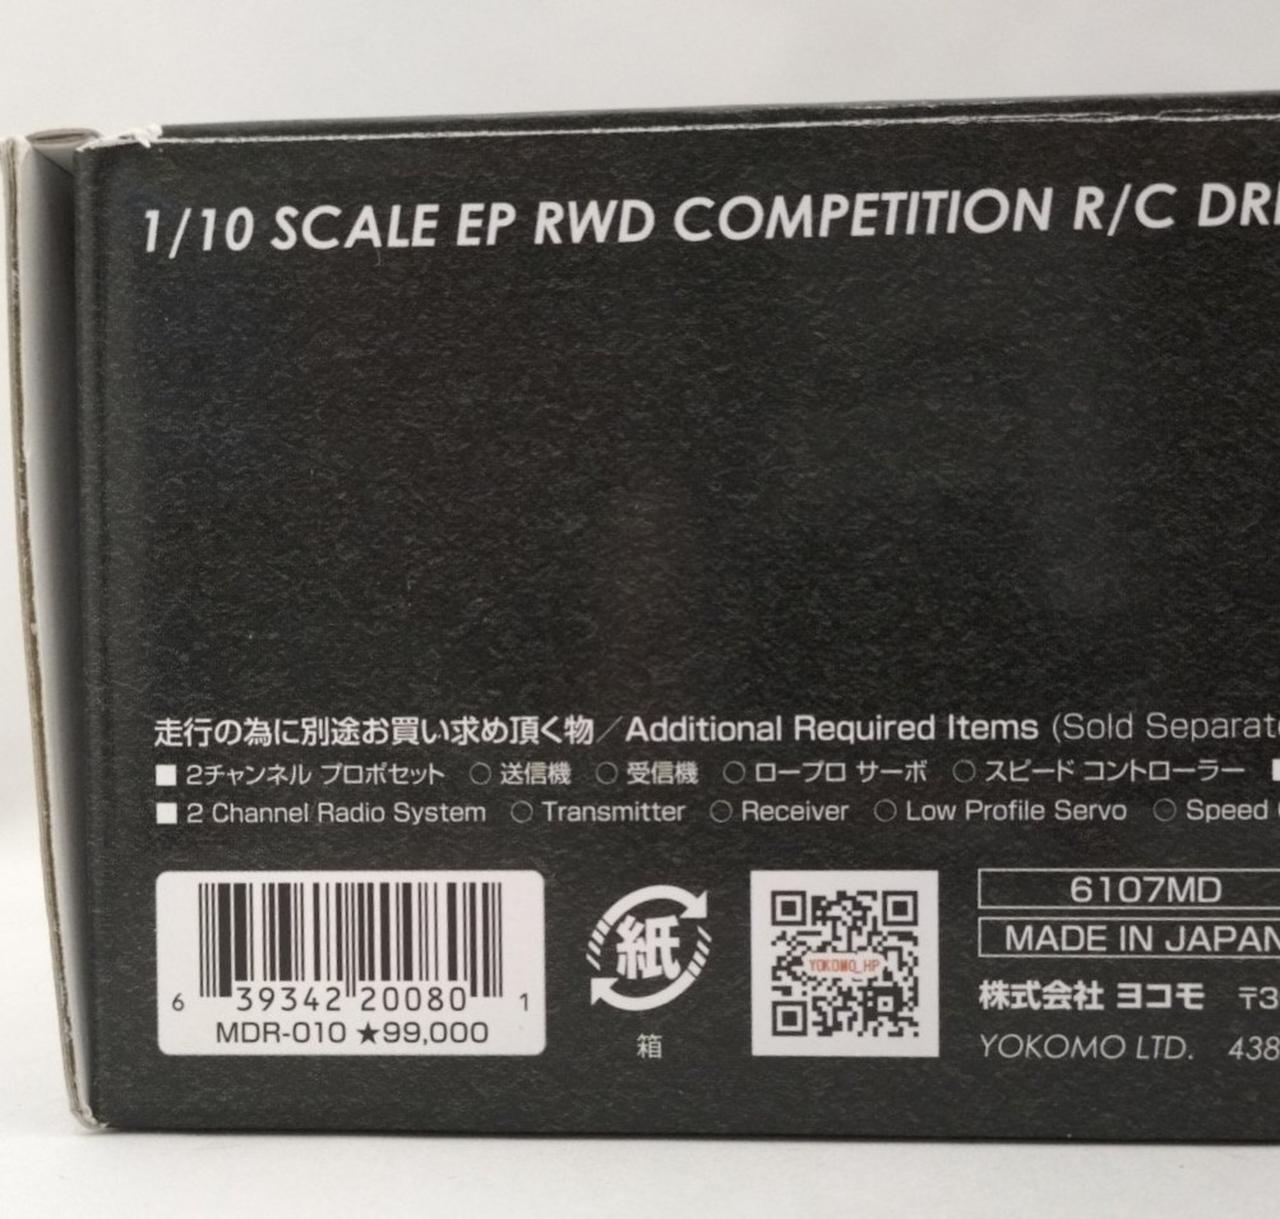 1/10 SCALE EP RWD COMPETITION R/C DRI
走行の為に別途お買い求め頂く物／Additional Required Items (Sold Separat
■ 2チャンネル プロポセット ○ 送信機 ○ 受信機 ○ ロープロ サーボ ○ スピード コントローラー
■ 2 Channel Radio System ○ Transmitter ○ Receiver ○ Low Profile Servo ○ Speed
6 39342 20080 1
MDR-010 ★99,000
紙
箱
YOKOMO_HP
6107MD
MADE IN JAPAN
株式会社 ヨコモ 〒3
YOKOMO LTD. 438